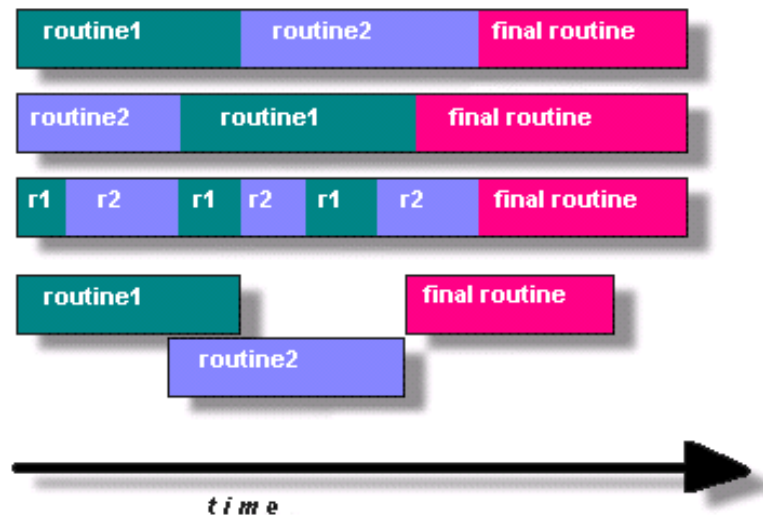 routine1 routine2 final routine
routine2 routine1 final routine
r1 r2 r1 r2 r1 r2 final routine
routine1 final routine
routine2
time